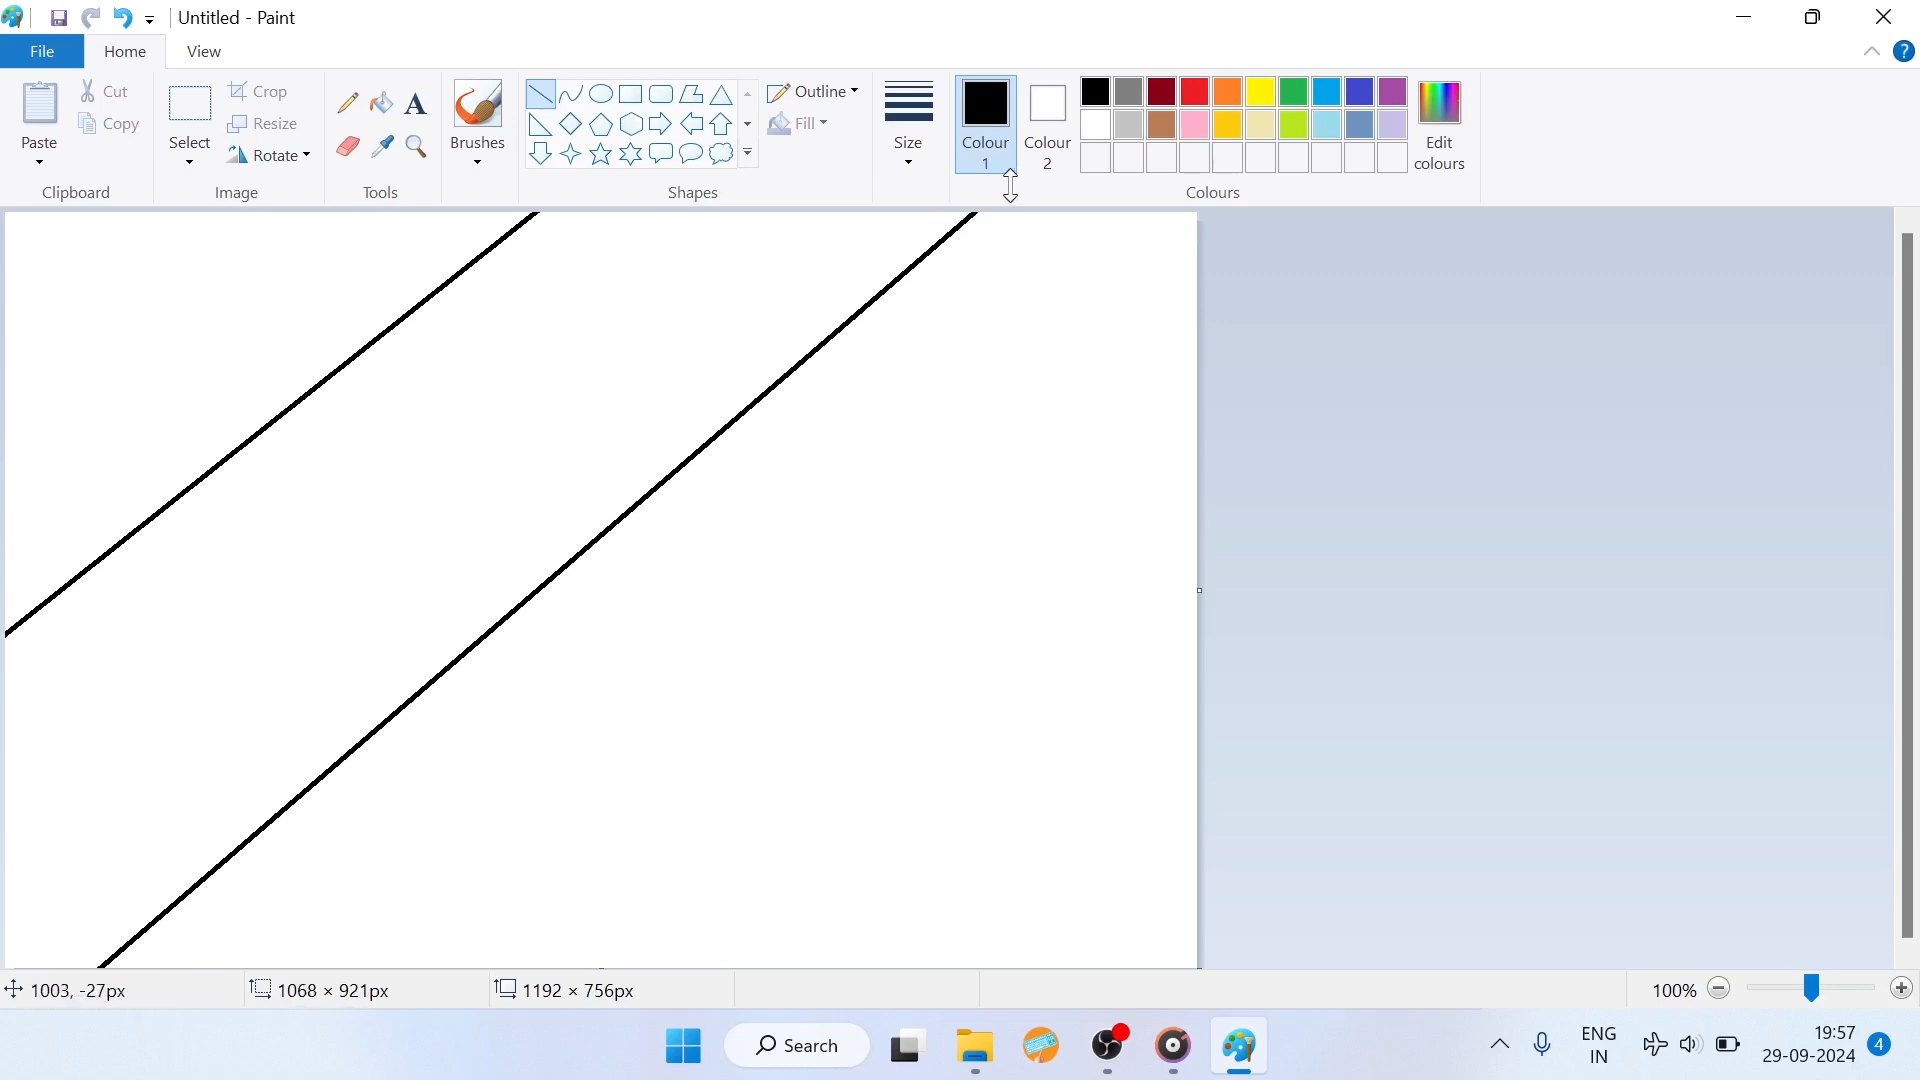 Untitled - Paint
File Home View
Paste Cut Copy Clipboard
Select Crop Resize Rotate Image
A Tools
Brushes
Outline Fill Shapes
Size
Colour 1 Colour 2 Edit colours Colours
1003, -27px 1068 × 921px 1192 × 756px 100%
Search ENG IN 19:57 29-09-2024 4